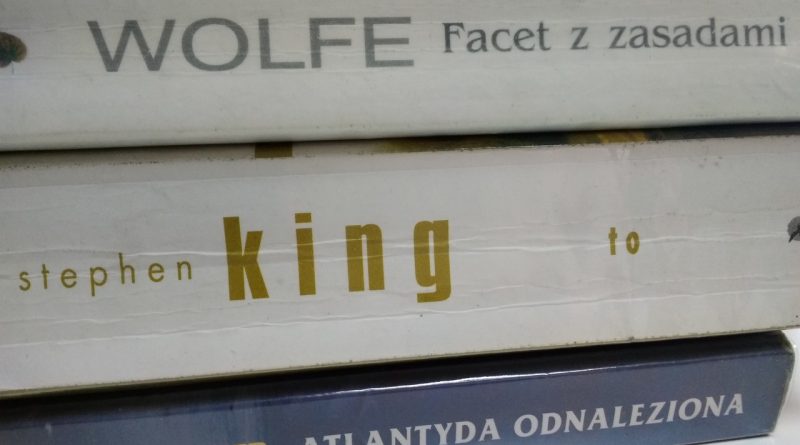 WOLFE Facet z zasadami
stephen king to
ATLANTYDA ODNALEZIONA